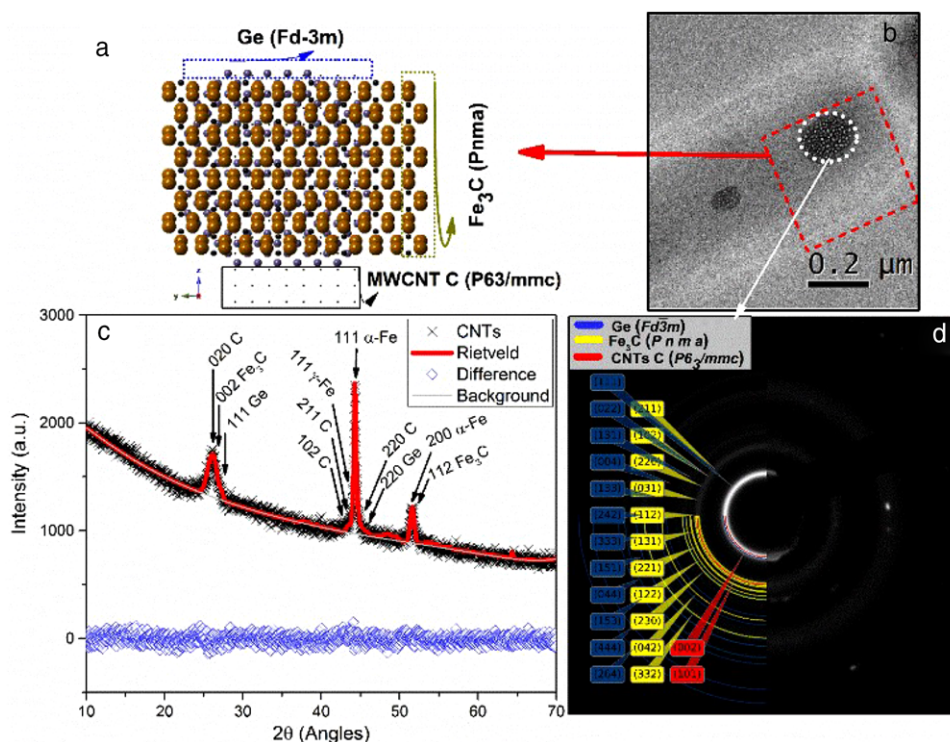 a
Ge (Fd-3m)
Fe3C (Pnma)
MWCNT C (P63/mmc)
z
y
b
0.2 µm
c
3000
2000
1000
0
Intensity (a.u.)
10 20 30 40 50 60 70
2θ (Angles)
CNTs
Rietveld
Difference
Background
020 C
002 Fe3C
111 Ge
102 C
211 C
111 γ-Fe
111 α-Fe
220 C
220 Ge
200 α-Fe
112 Fe3C
d
Ge (Fd3̅m)
Fe3C (P n m a)
CNTs C (P63/mmc)
(022) (211)
(131) (102)
(004) (220)
(133) (031)
(242) (112)
(333) (131)
(151) (221)
(044) (122)
(153) (230)
(444) (042) (002)
(264) (332) (101)